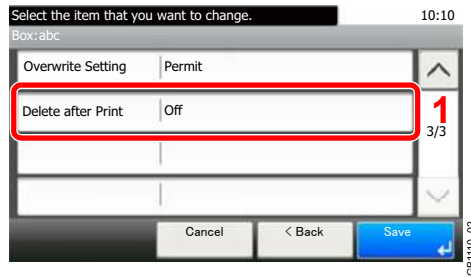 Select the item that you want to change. 10:10
Box:abc
Overwrite Setting Permit
Delete after Print Off
1
3/3
Cancel < Back Save